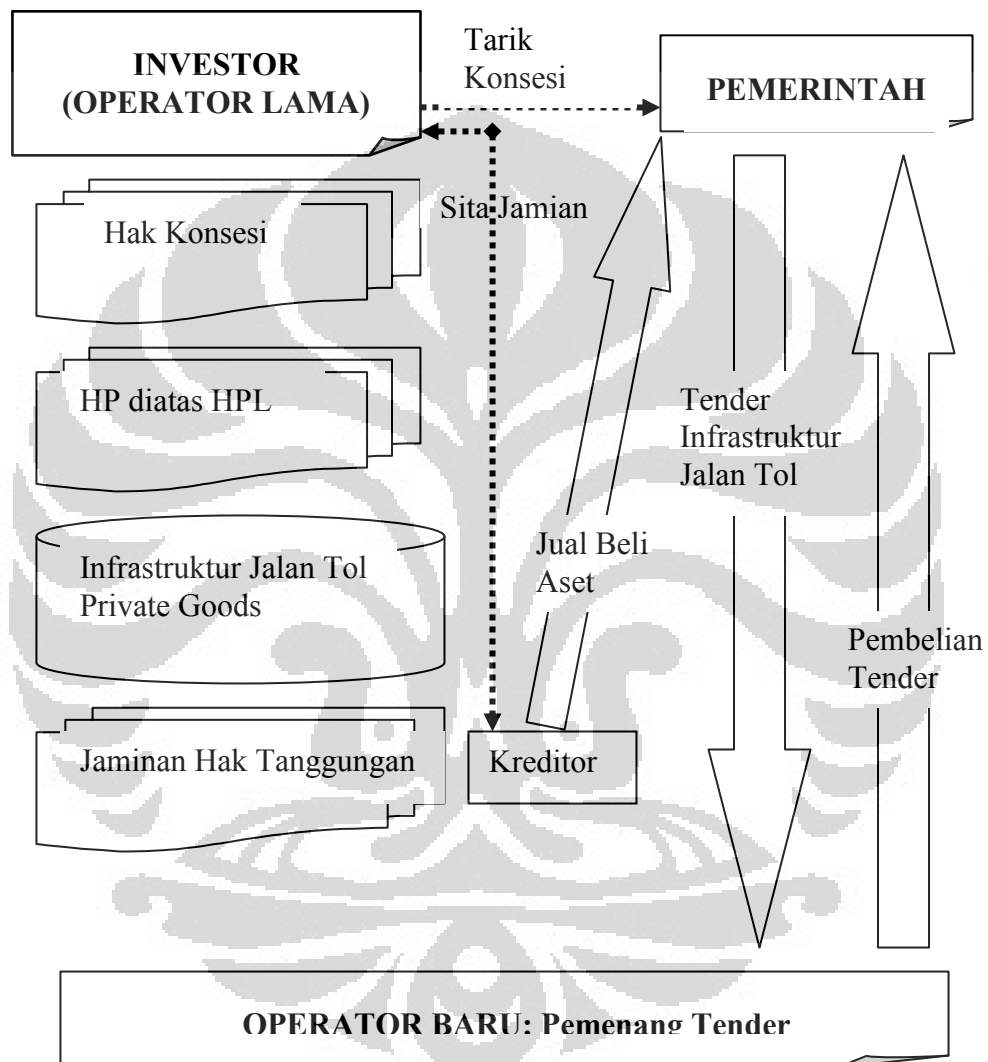 INVESTOR
(OPERATOR LAMA)
Tarik
Konsesi
PEMERINTAH
Hak Konsesi
Sita Jamian
HP diatas HPL
Tender
Infrastruktur
Jalan Tol
Jual Beli
Aset
Infrastruktur Jalan Tol
Private Goods
Pembelian
Tender
Jaminan Hak Tanggungan
Kreditor
OPERATOR BARU: Pemenang Tender